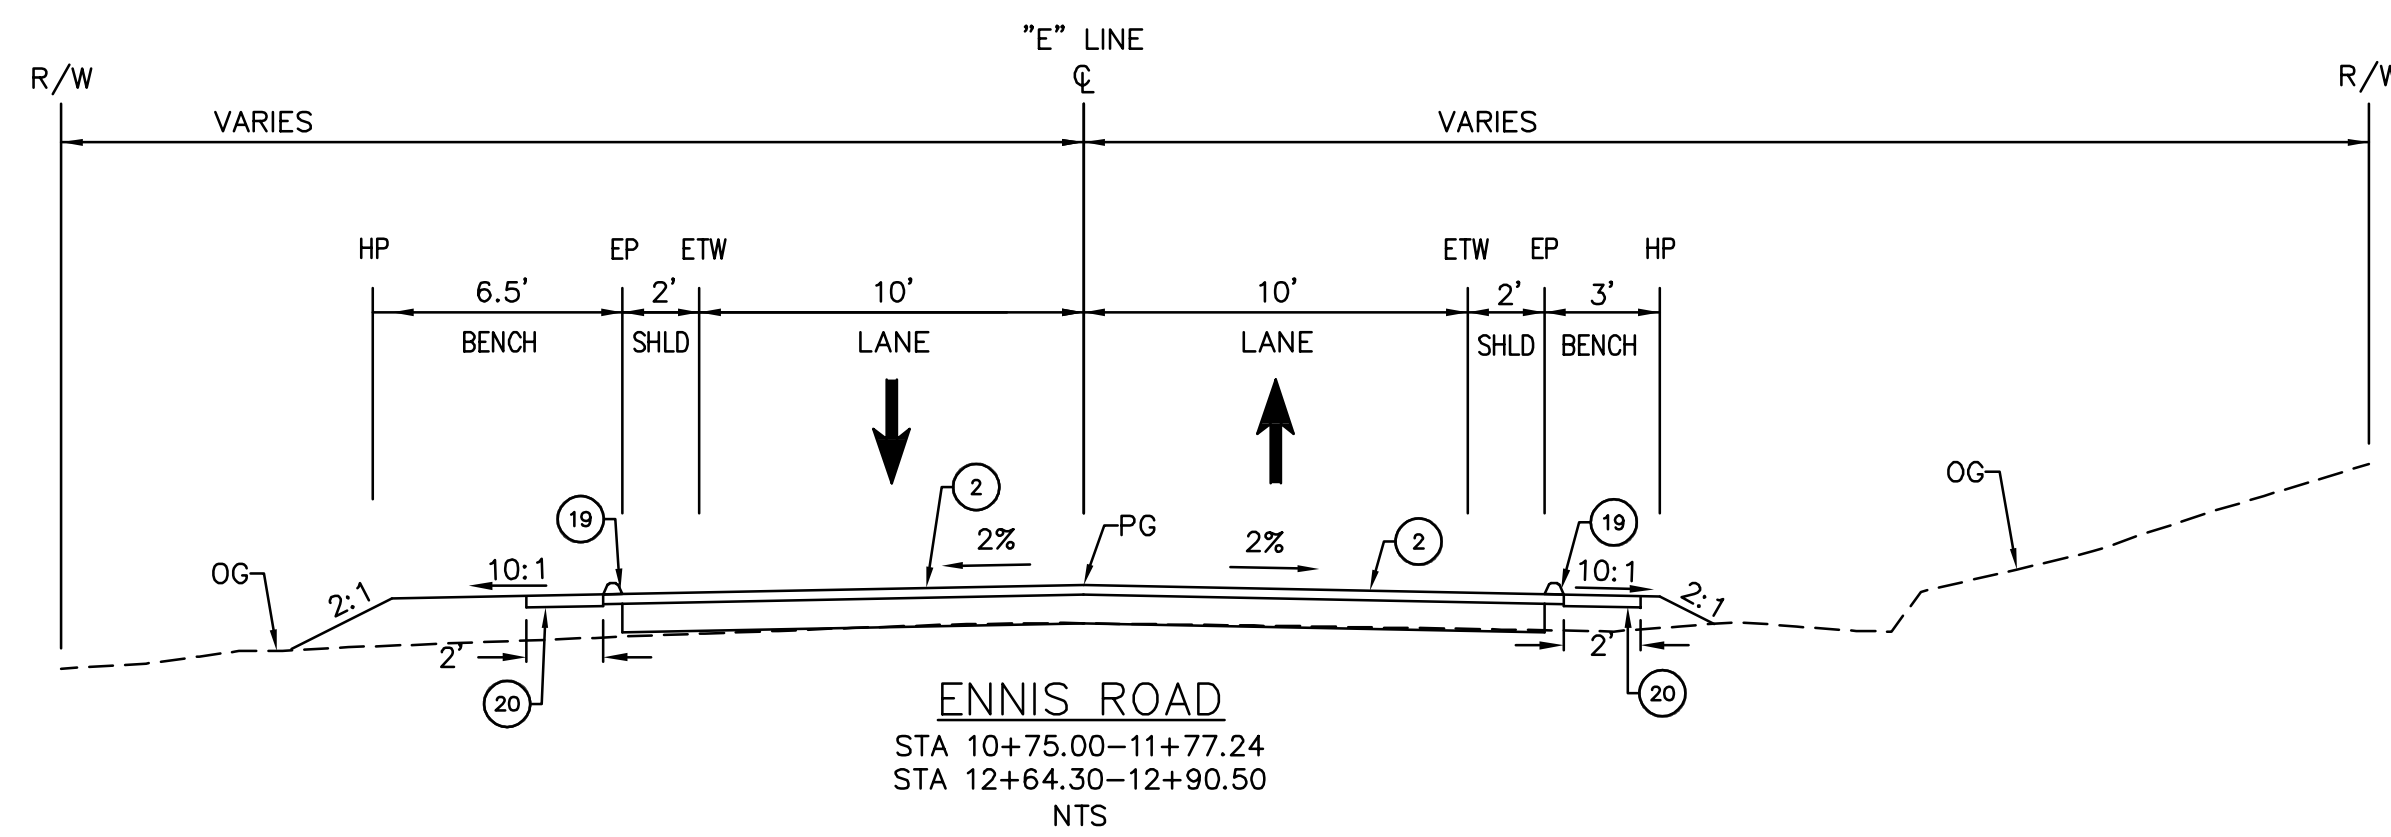 "E" LINE
R/W
℄
R/W
VARIES
VARIES
HP
EP
ETW
ETW
EP
HP
6.5'
2'
10'
10'
2'
3'
BENCH
SHLD
LANE
LANE
SHLD
BENCH
2
OG
19
PG
19
2%
2%
2
OG
10:1
10:1
2:1
2:1
2'
2'
20
20
ENNIS ROAD
STA 10+75.00-11+77.24
STA 12+64.30-12+90.50
NTS